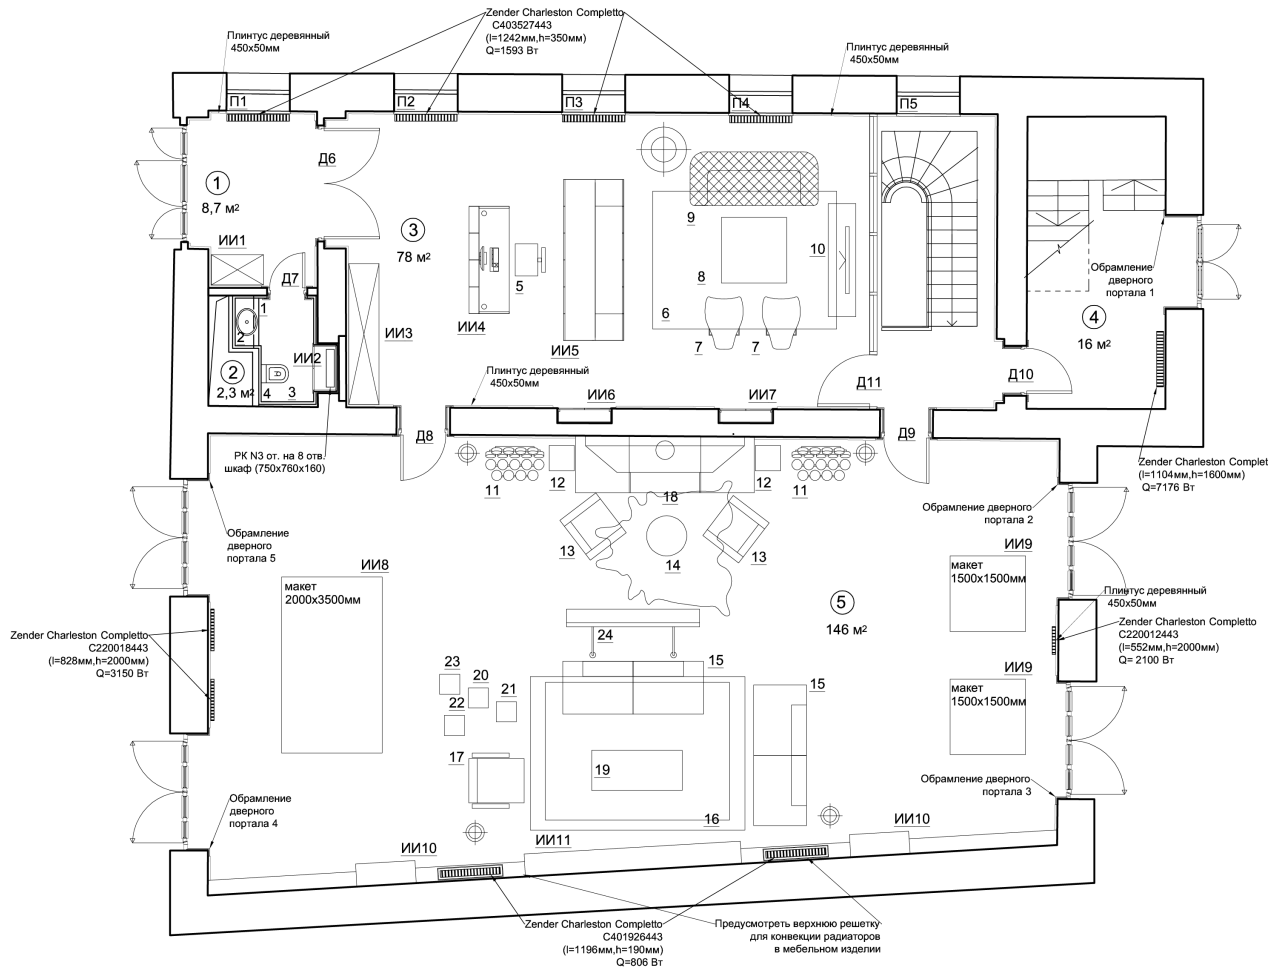 Zender Charleston Completto
C403527443
(l=1242мм,h=350мм)
Q=1593 Вт
Плинтус деревянный
450х50мм
Плинтус деревянный
450х50мм
П1
П2
П3
П4
П5
Д6
1
8,7 м²
3
78 м²
9
10
8
5
6
7
7
ИИ1
Д7
ИИ4
ИИ3
ИИ5
1
2
ИИ2
2
2,3 м²
4
3
Обрамление
дверного
портала 1
4
16 м²
Д10
Д11
Плинтус деревянный
450х50мм
ИИ6
ИИ7
Д8
Д9
РК N3 от. на 8 отв.
шкаф (750х760х160)
11
12
18
12
11
Zender Charleston Complet
(l=1104мм,h=1600мм)
Q=7176 Вт
Обрамление дверного
портала 2
Обрамление
дверного
портала 5
13
14
13
ИИ8
макет
2000х3500мм
ИИ9
макет
1500х1500мм
5
146 м²
Плинтус деревянный
450х50мм
Zender Charleston Completto
C220012443
(l=552мм,h=2000мм)
Q= 2100 Вт
Zender Charleston Completto
C220018443
(l=828мм,h=2000мм)
Q=3150 Вт
24
15
15
23
20
21
22
ИИ9
макет
1500х1500мм
17
19
16
Обрамление дверного
портала 3
Обрамление
дверного
портала 4
ИИ10
ИИ11
ИИ10
Zender Charleston Completto
C401926443
(l=1196мм,h=190мм)
Q=806 Вт
Предусмотреть верхнюю решетку
для конвекции радиаторов
в мебельном изделии